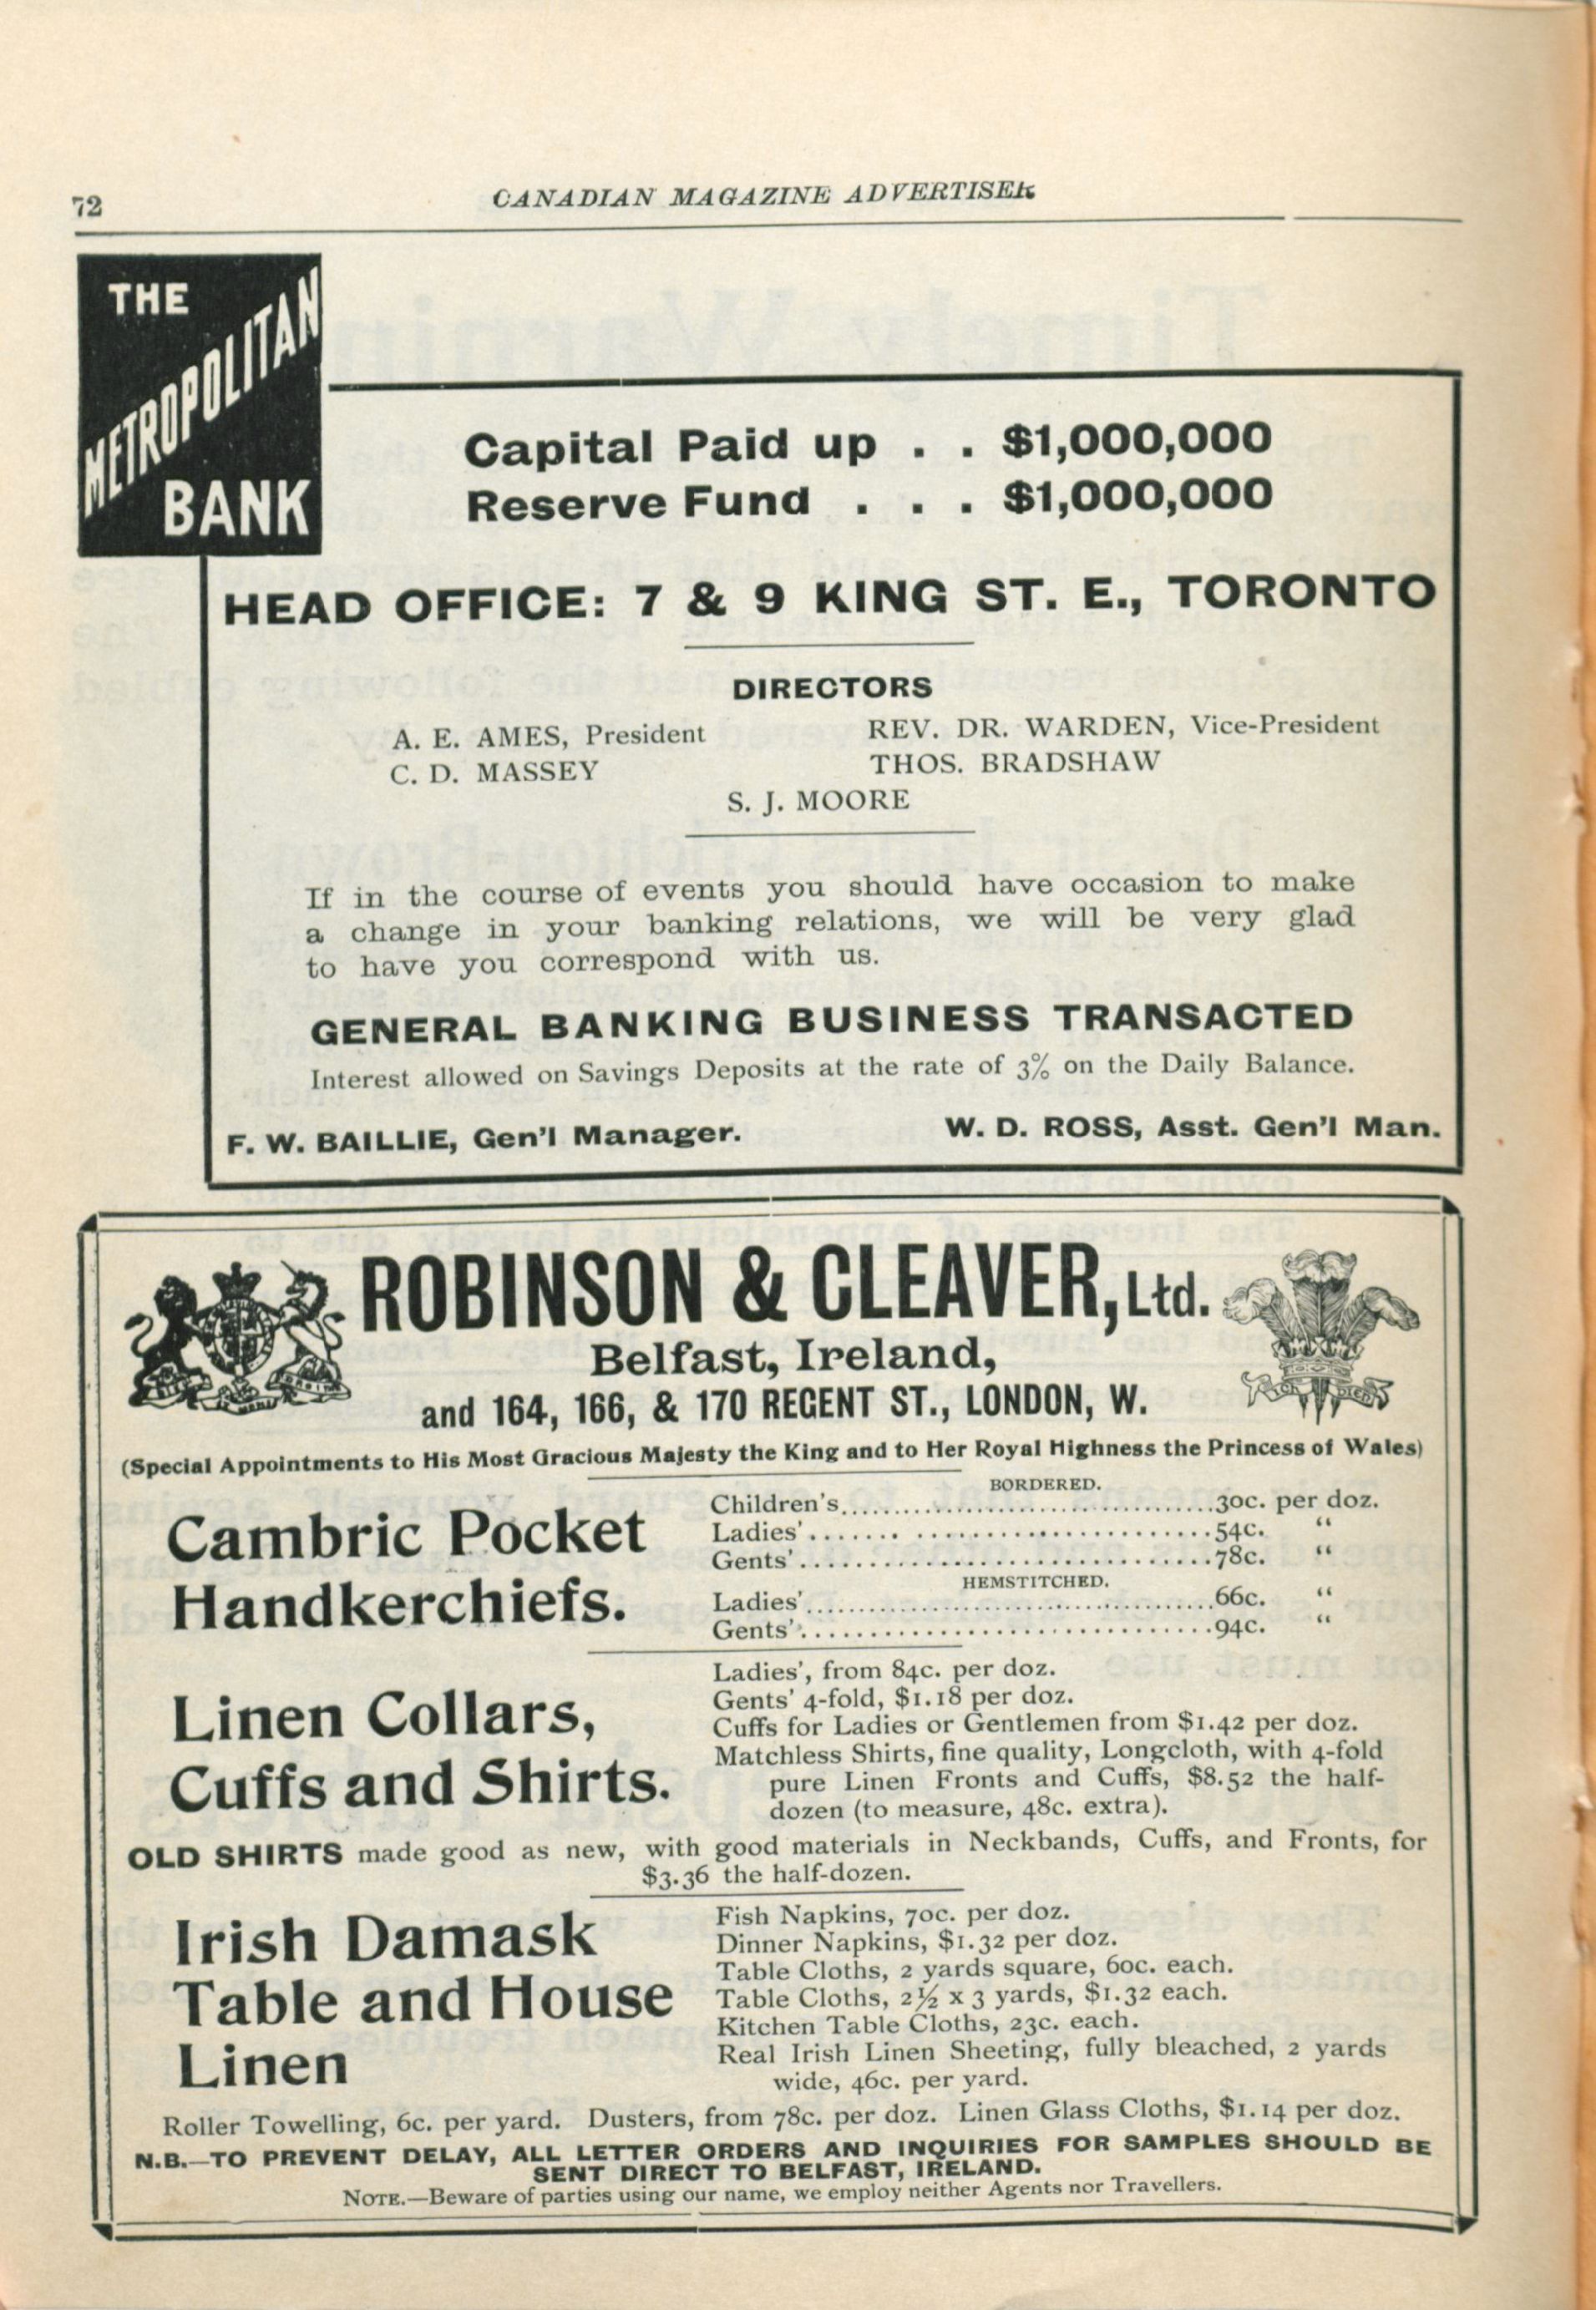 72
CANADIAN MAGAZINE ADVERTISER
THE
METROPOLITAN
BANK
Capital Paid up . . $1,000,000
Reserve Fund . . . $1,000,000
HEAD OFFICE: 7 & 9 KING ST. E., TORONTO
DIRECTORS
A. E. AMES, President REV. DR. WARDEN, Vice-President
C. D. MASSEY THOS. BRADSHAW
S. J. MOORE
If in the course of events you should have occasion to make
a change in your banking relations, we will be very glad
to have you correspond with us.
GENERAL BANKING BUSINESS TRANSACTED
Interest allowed on Savings Deposits at the rate of 3% on the Daily Balance.
F. W. BAILLIE, Gen'l Manager. W. D. ROSS, Asst. Gen'l Man.
ROBINSON & CLEAVER, Ltd.
Belfast, Ireland,
and 164, 166, & 170 REGENT ST., LONDON, W.
(Special Appointments to His Most Gracious Majesty the King and to Her Royal Highness the Princess of Wales)
Cambric Pocket
Handkerchiefs.
BORDERED.
Children's........................................30c. per doz.
Ladies'........................................54c. "
Gents'........................................78c. "
HEMSTITCHED.
Ladies'........................................66c. "
Gents'........................................94c. "
Linen Collars,
Cuffs and Shirts.
Ladies', from 84c. per doz.
Gents' 4-fold, $1.18 per doz.
Cuffs for Ladies or Gentlemen from $1.42 per doz.
Matchless Shirts, fine quality, Longcloth, with 4-fold
pure Linen Fronts and Cuffs, $8.52 the half-
dozen (to measure, 48c. extra).
OLD SHIRTS made good as new, with good materials in Neckbands, Cuffs, and Fronts, for
$3.36 the half-dozen.
Irish Damask
Table and House
Linen
Fish Napkins, 70c. per doz.
Dinner Napkins, $1.32 per doz.
Table Cloths, 2 yards square, 60c. each.
Table Cloths, 2½ x 3 yards, $1.32 each.
Kitchen Table Cloths, 23c. each.
Real Irish Linen Sheeting, fully bleached, 2 yards
wide, 46c. per yard.
Roller Towelling, 6c. per yard. Dusters, from 78c. per doz. Linen Glass Cloths, $1.14 per doz.
N.B.—TO PREVENT DELAY, ALL LETTER ORDERS AND INQUIRIES FOR SAMPLES SHOULD BE
SENT DIRECT TO BELFAST, IRELAND.
NOTE.—Beware of parties using our name, we employ neither Agents nor Travellers.